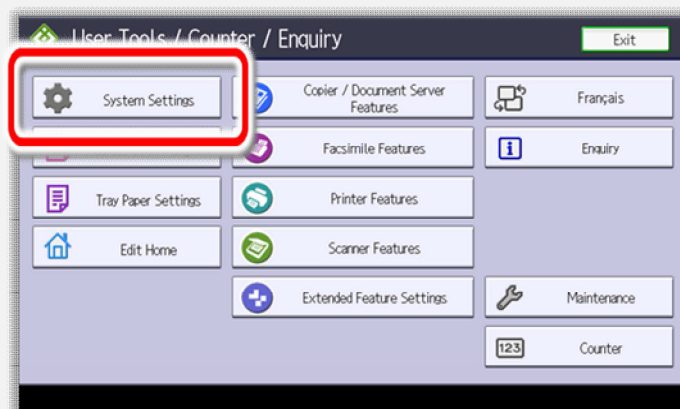 User Tools / Counter / Enquiry
Exit
System Settings
Copier / Document Server
Features
Français
Facsimile Features
Enquiry
Tray Paper Settings
Printer Features
Edit Home
Scanner Features
Extended Feature Settings
Maintenance
123
Counter